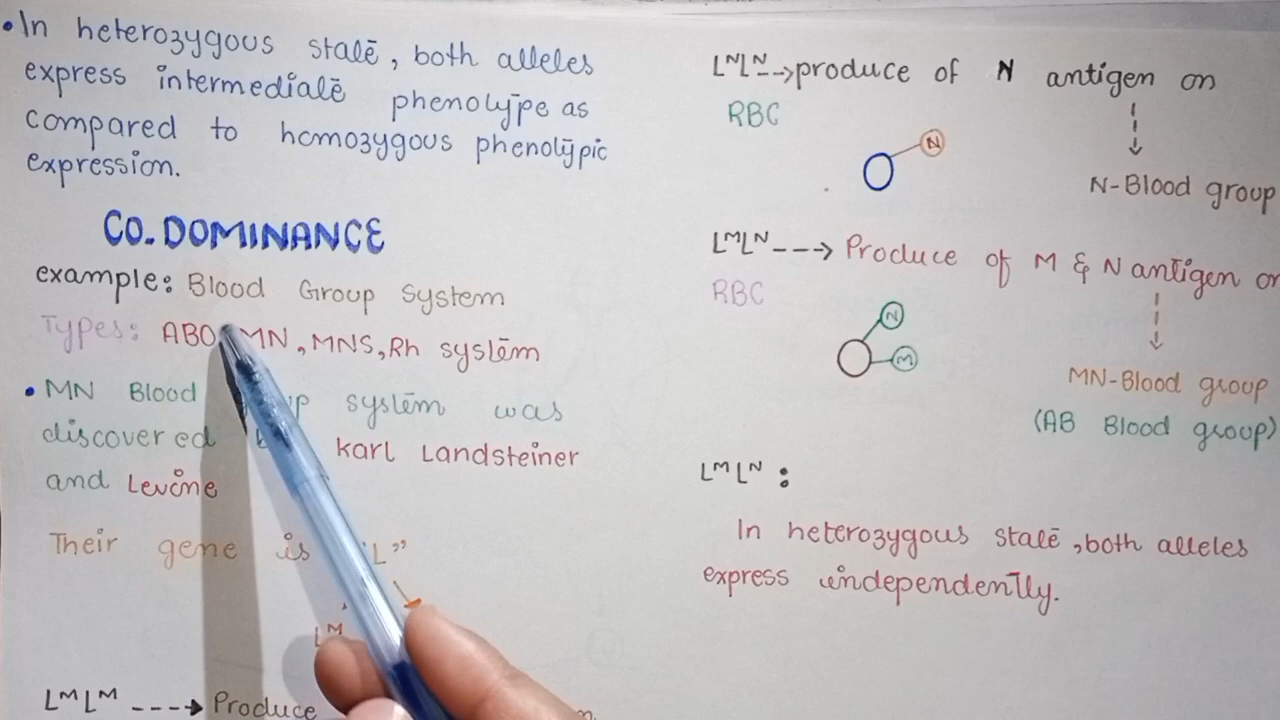 •In heterozygous state, both alleles
express intermediate phenotype as
compared to homozygous phenotypic
expression.
CO.DOMINANCE
example: Blood Group System
Types: ABO MN, MNS, Rh system
• MN Blood system was
discovered karl Landsteiner
and Levine
Their gene is "L"
Lᴹ
LᴹLᴹ ----> Produce
LᴺLᴺ-->produce of N antigen on
RBC
N
N-Blood group
LᴹLᴺ---> Produce of M & N antigen on
RBC
N
M
MN-Blood group
(AB Blood group)
LᴹLᴺ :
In heterozygous state, both alleles
express independently.